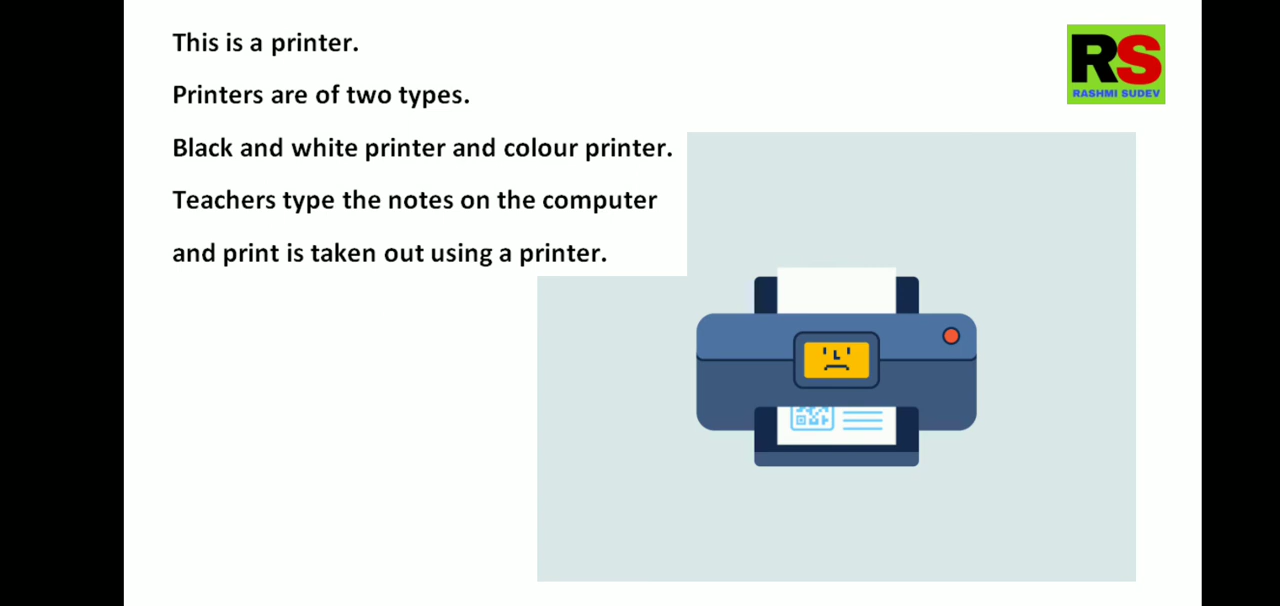 This is a printer.
Printers are of two types.
Black and white printer and colour printer.
Teachers type the notes on the computer
and print is taken out using a printer.
RS
RASHMI SUDEV